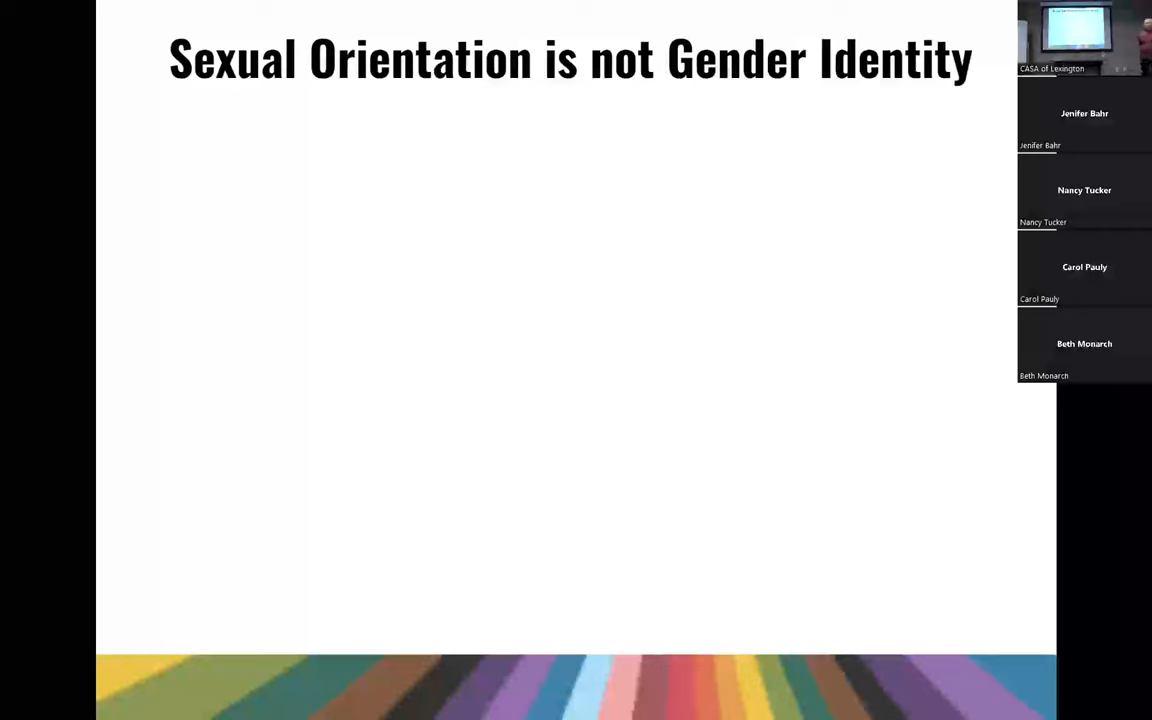 Sexual Orientation is not Gender Identity
CASA of Lexington
Jenifer Bahr
Jenifer Bahr
Nancy Tucker
Nancy Tucker
Carol Pauly
Carol Pauly
Beth Monarch
Beth Monarch